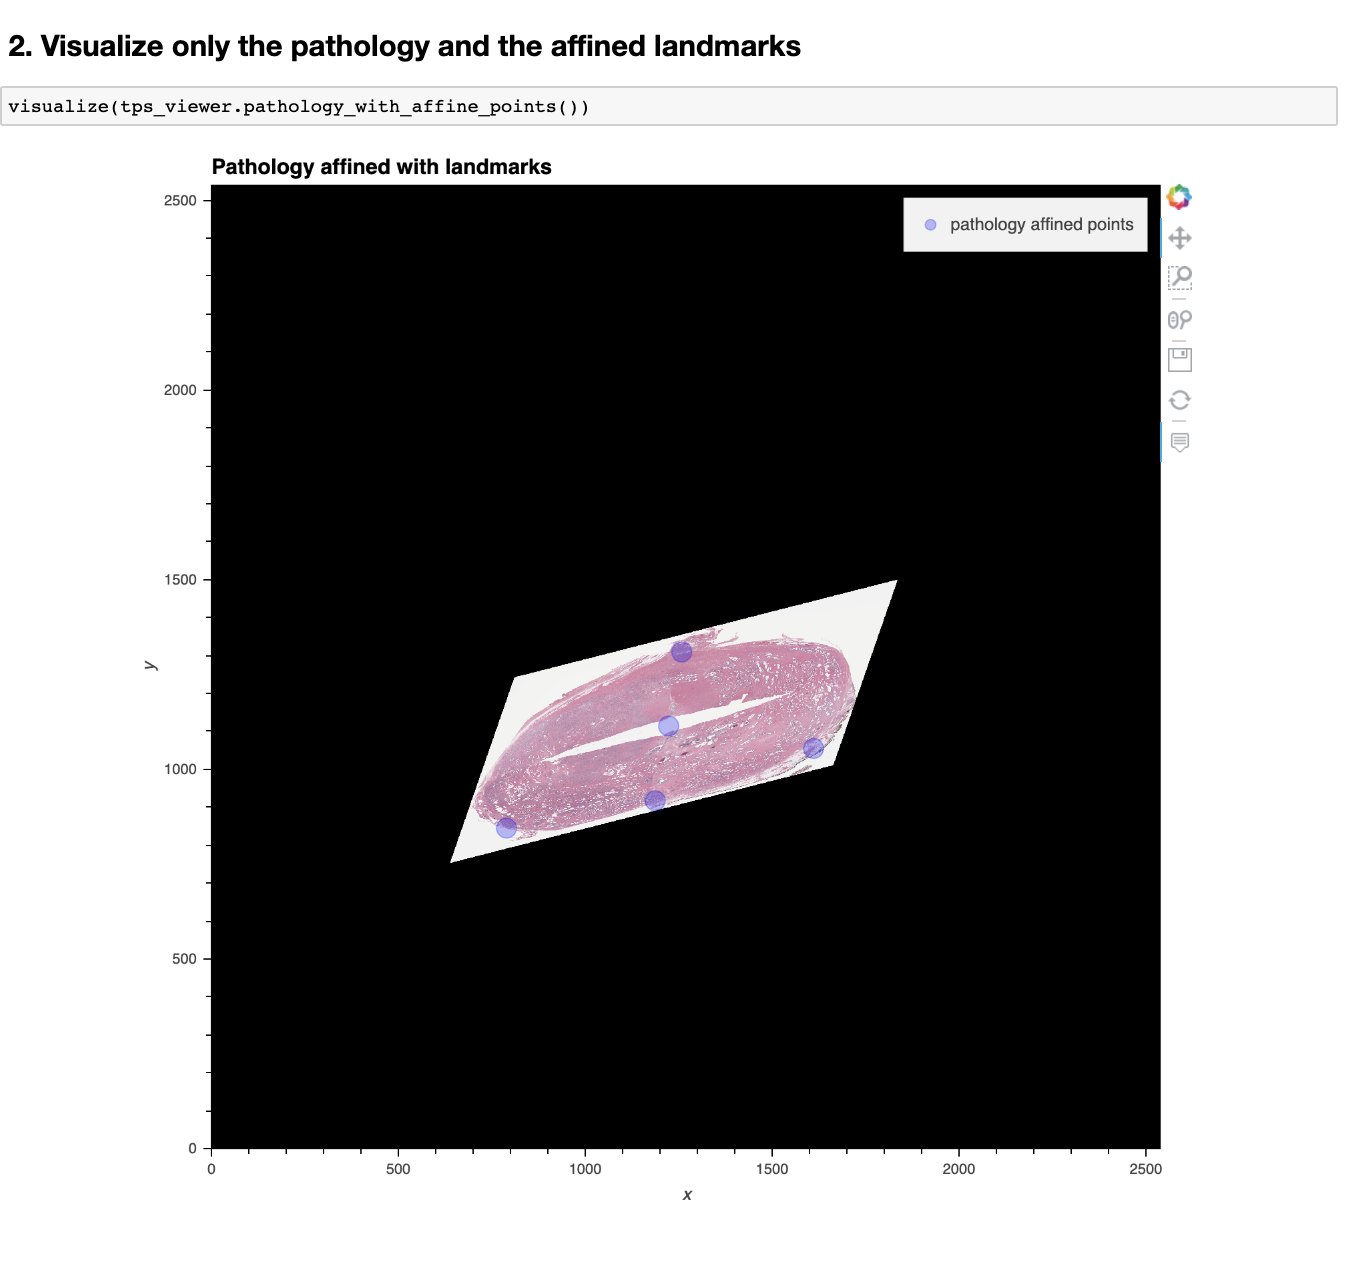 2. Visualize only the pathology and the affined landmarks
visualize(tps_viewer.pathology_with_affine_points())
Pathology affined with landmarks
pathology affined points
2500
2000
1500
1000
500
0
y
0 500 1000 1500 2000 2500
x